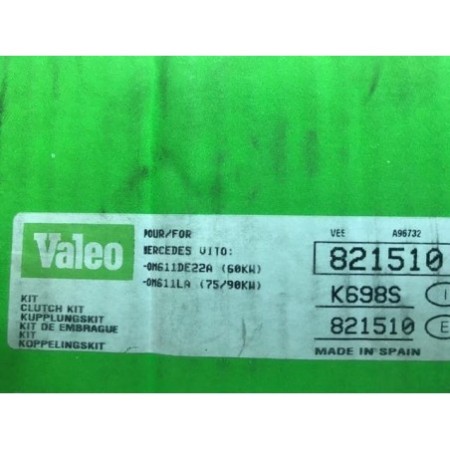 Valeo
POUR/FOR
MERCEDES VITO:
-OM611DE22A (60KW)
-OM611LA (75/90KW)
VEE A96732
821510
K698S I
821510 E
KIT
CLUTCH KIT
KUPPLUNGSKIT
KIT DE EMBRAGUE
KIT
KOPPELINGSKIT
MADE IN SPAIN